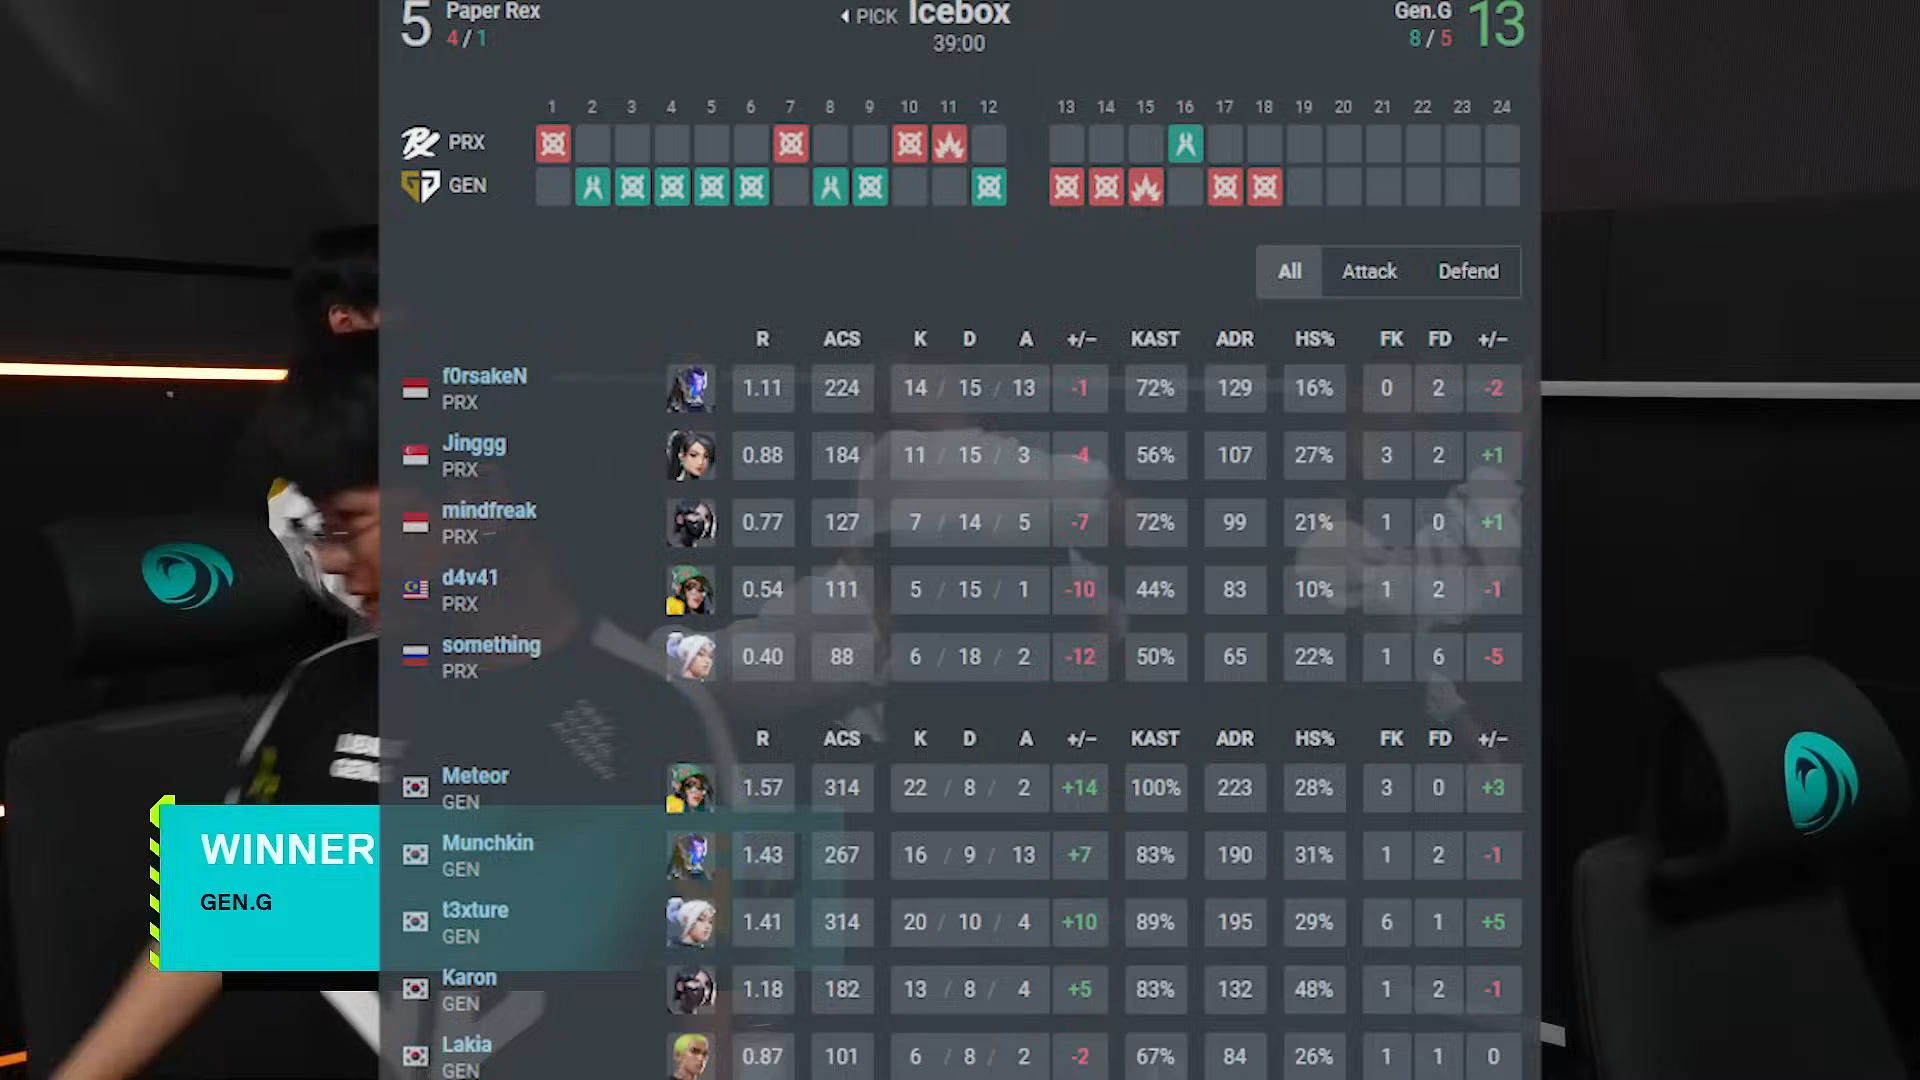 5 Paper Rex PICK Icebox Gen.G 13
4 / 1 39:00 8 / 5
1 2 3 4 5 6 7 8 9 10 11 12 13 14 15 16 17 18 19 20 21 22 23 24
PRX
GEN
All Attack Defend
R ACS K D A +/– KAST ADR HS% FK FD +/–
f0rsakeN
PRX
1.11 224 14 / 15 / 13 -1 72% 129 16% 0 2 -2
Jinggg
PRX
0.88 184 11 / 15 / 3 -4 56% 107 27% 3 2 +1
mindfreak
PRX
0.77 127 7 / 14 / 5 -7 72% 99 21% 1 0 +1
d4v41
PRX
0.54 111 5 / 15 / 1 -10 44% 83 10% 1 2 -1
something
PRX
0.40 88 6 / 18 / 2 -12 50% 65 22% 1 6 -5
R ACS K D A +/– KAST ADR HS% FK FD +/–
Meteor
GEN
1.57 314 22 / 8 / 2 +14 100% 223 28% 3 0 +3
Munchkin
GEN
1.43 267 16 / 9 / 13 +7 83% 190 31% 1 2 -1
t3xture
GEN
1.41 314 20 / 10 / 4 +10 89% 195 29% 6 1 +5
Karon
GEN
1.18 182 13 / 8 / 4 +5 83% 132 48% 1 2 -1
Lakia
GEN
0.87 101 6 / 8 / 2 -2 67% 84 26% 1 1 0
WINNER
GEN.G